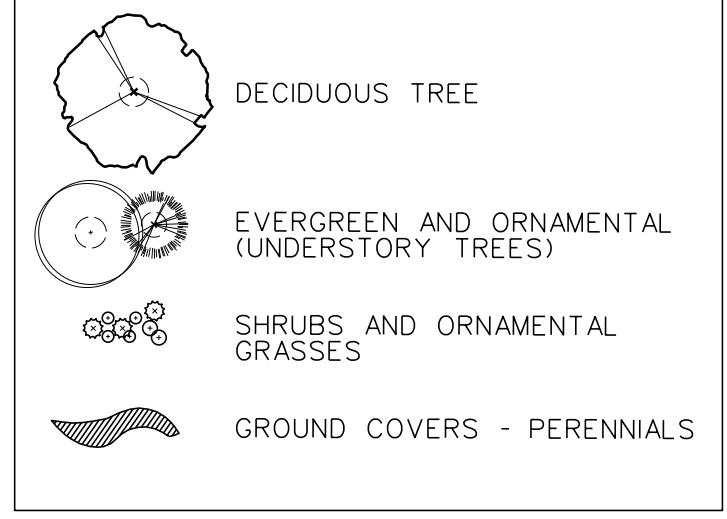 DECIDUOUS TREE
EVERGREEN AND ORNAMENTAL
(UNDERSTORY TREES)
SHRUBS AND ORNAMENTAL
GRASSES
GROUND COVERS - PERENNIALS